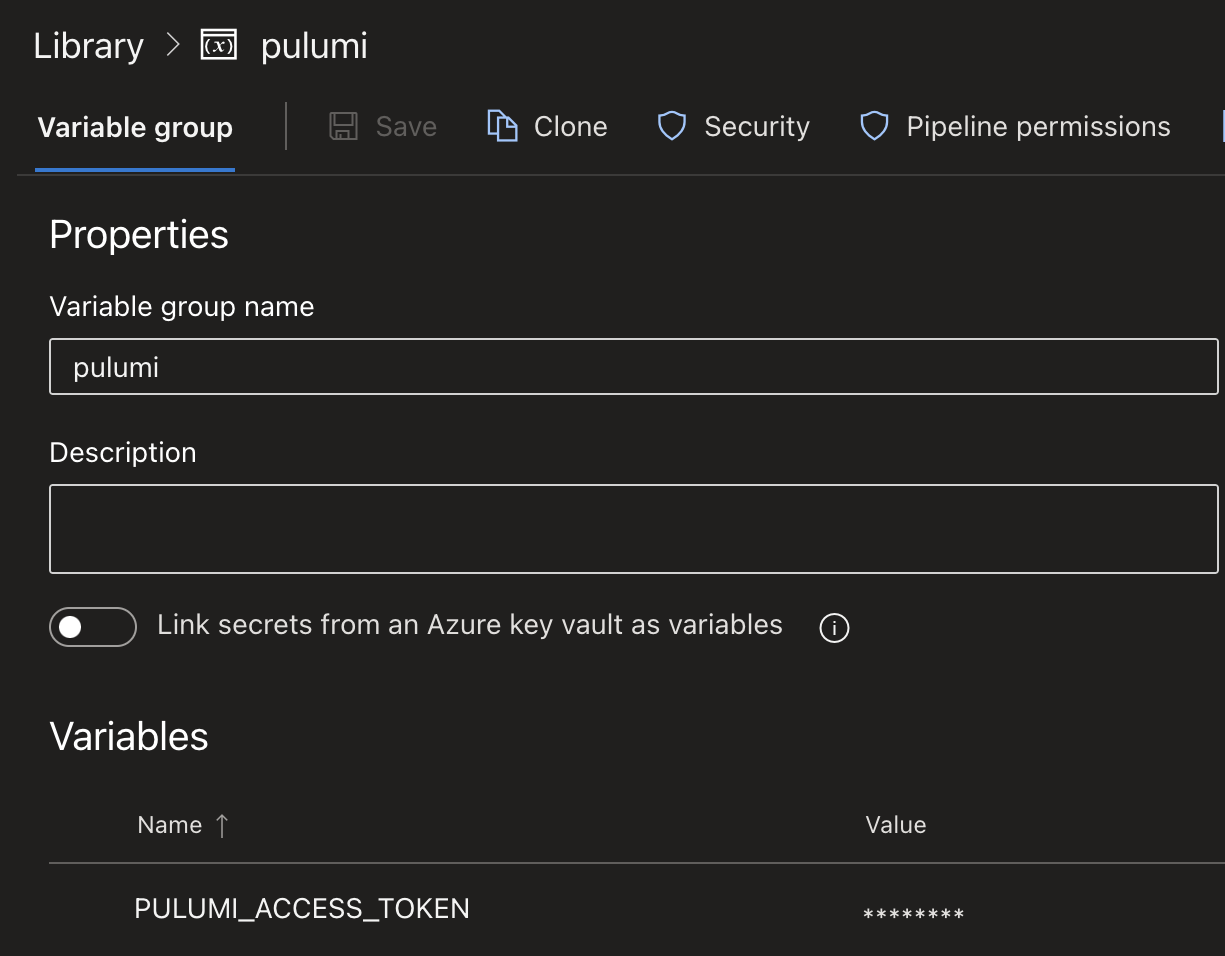 Library > (x) pulumi
Variable group Save Clone Security Pipeline permissions
Properties
Variable group name
pulumi
Description
Link secrets from an Azure key vault as variables i
Variables
Name ↑ Value
PULUMI_ACCESS_TOKEN ********